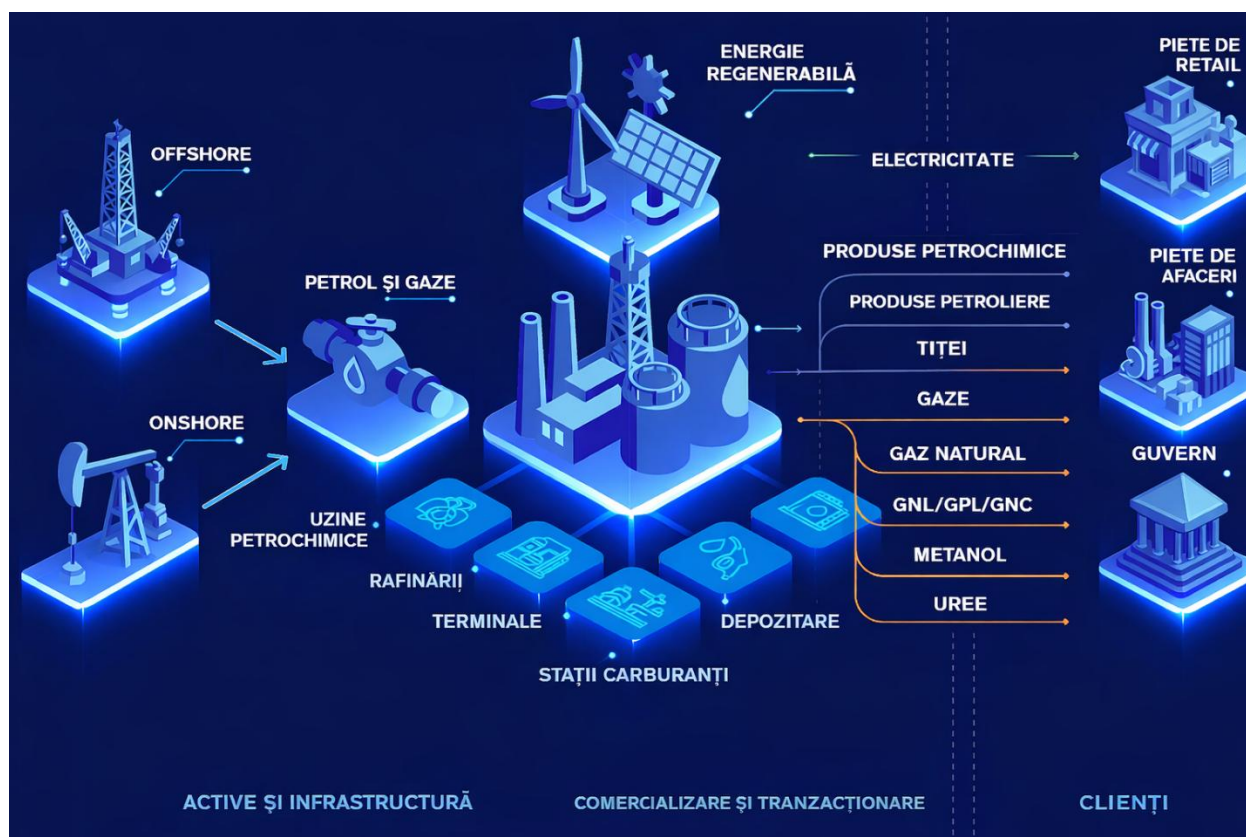 OFFSHORE
ONSHORE
PETROL ȘI GAZE
ENERGIE
REGENERABILĂ
UZINE
PETROCHIMICE
RAFINĂRII
TERMINALE
STAȚII CARBURANȚI
DEPOZITARE
ELECTRICITATE
PRODUSE PETROCHIMICE
PRODUSE PETROLIERE
ȚIȚEI
GAZE
GAZ NATURAL
GNL/GPL/GNC
METANOL
UREE
PIETE DE
RETAIL
PIETE DE
AFACERI
GUVERN
ACTIVE ȘI INFRASTRUCTURĂ
COMERCIALIZARE ȘI TRANZACȚIONARE
CLIENȚI